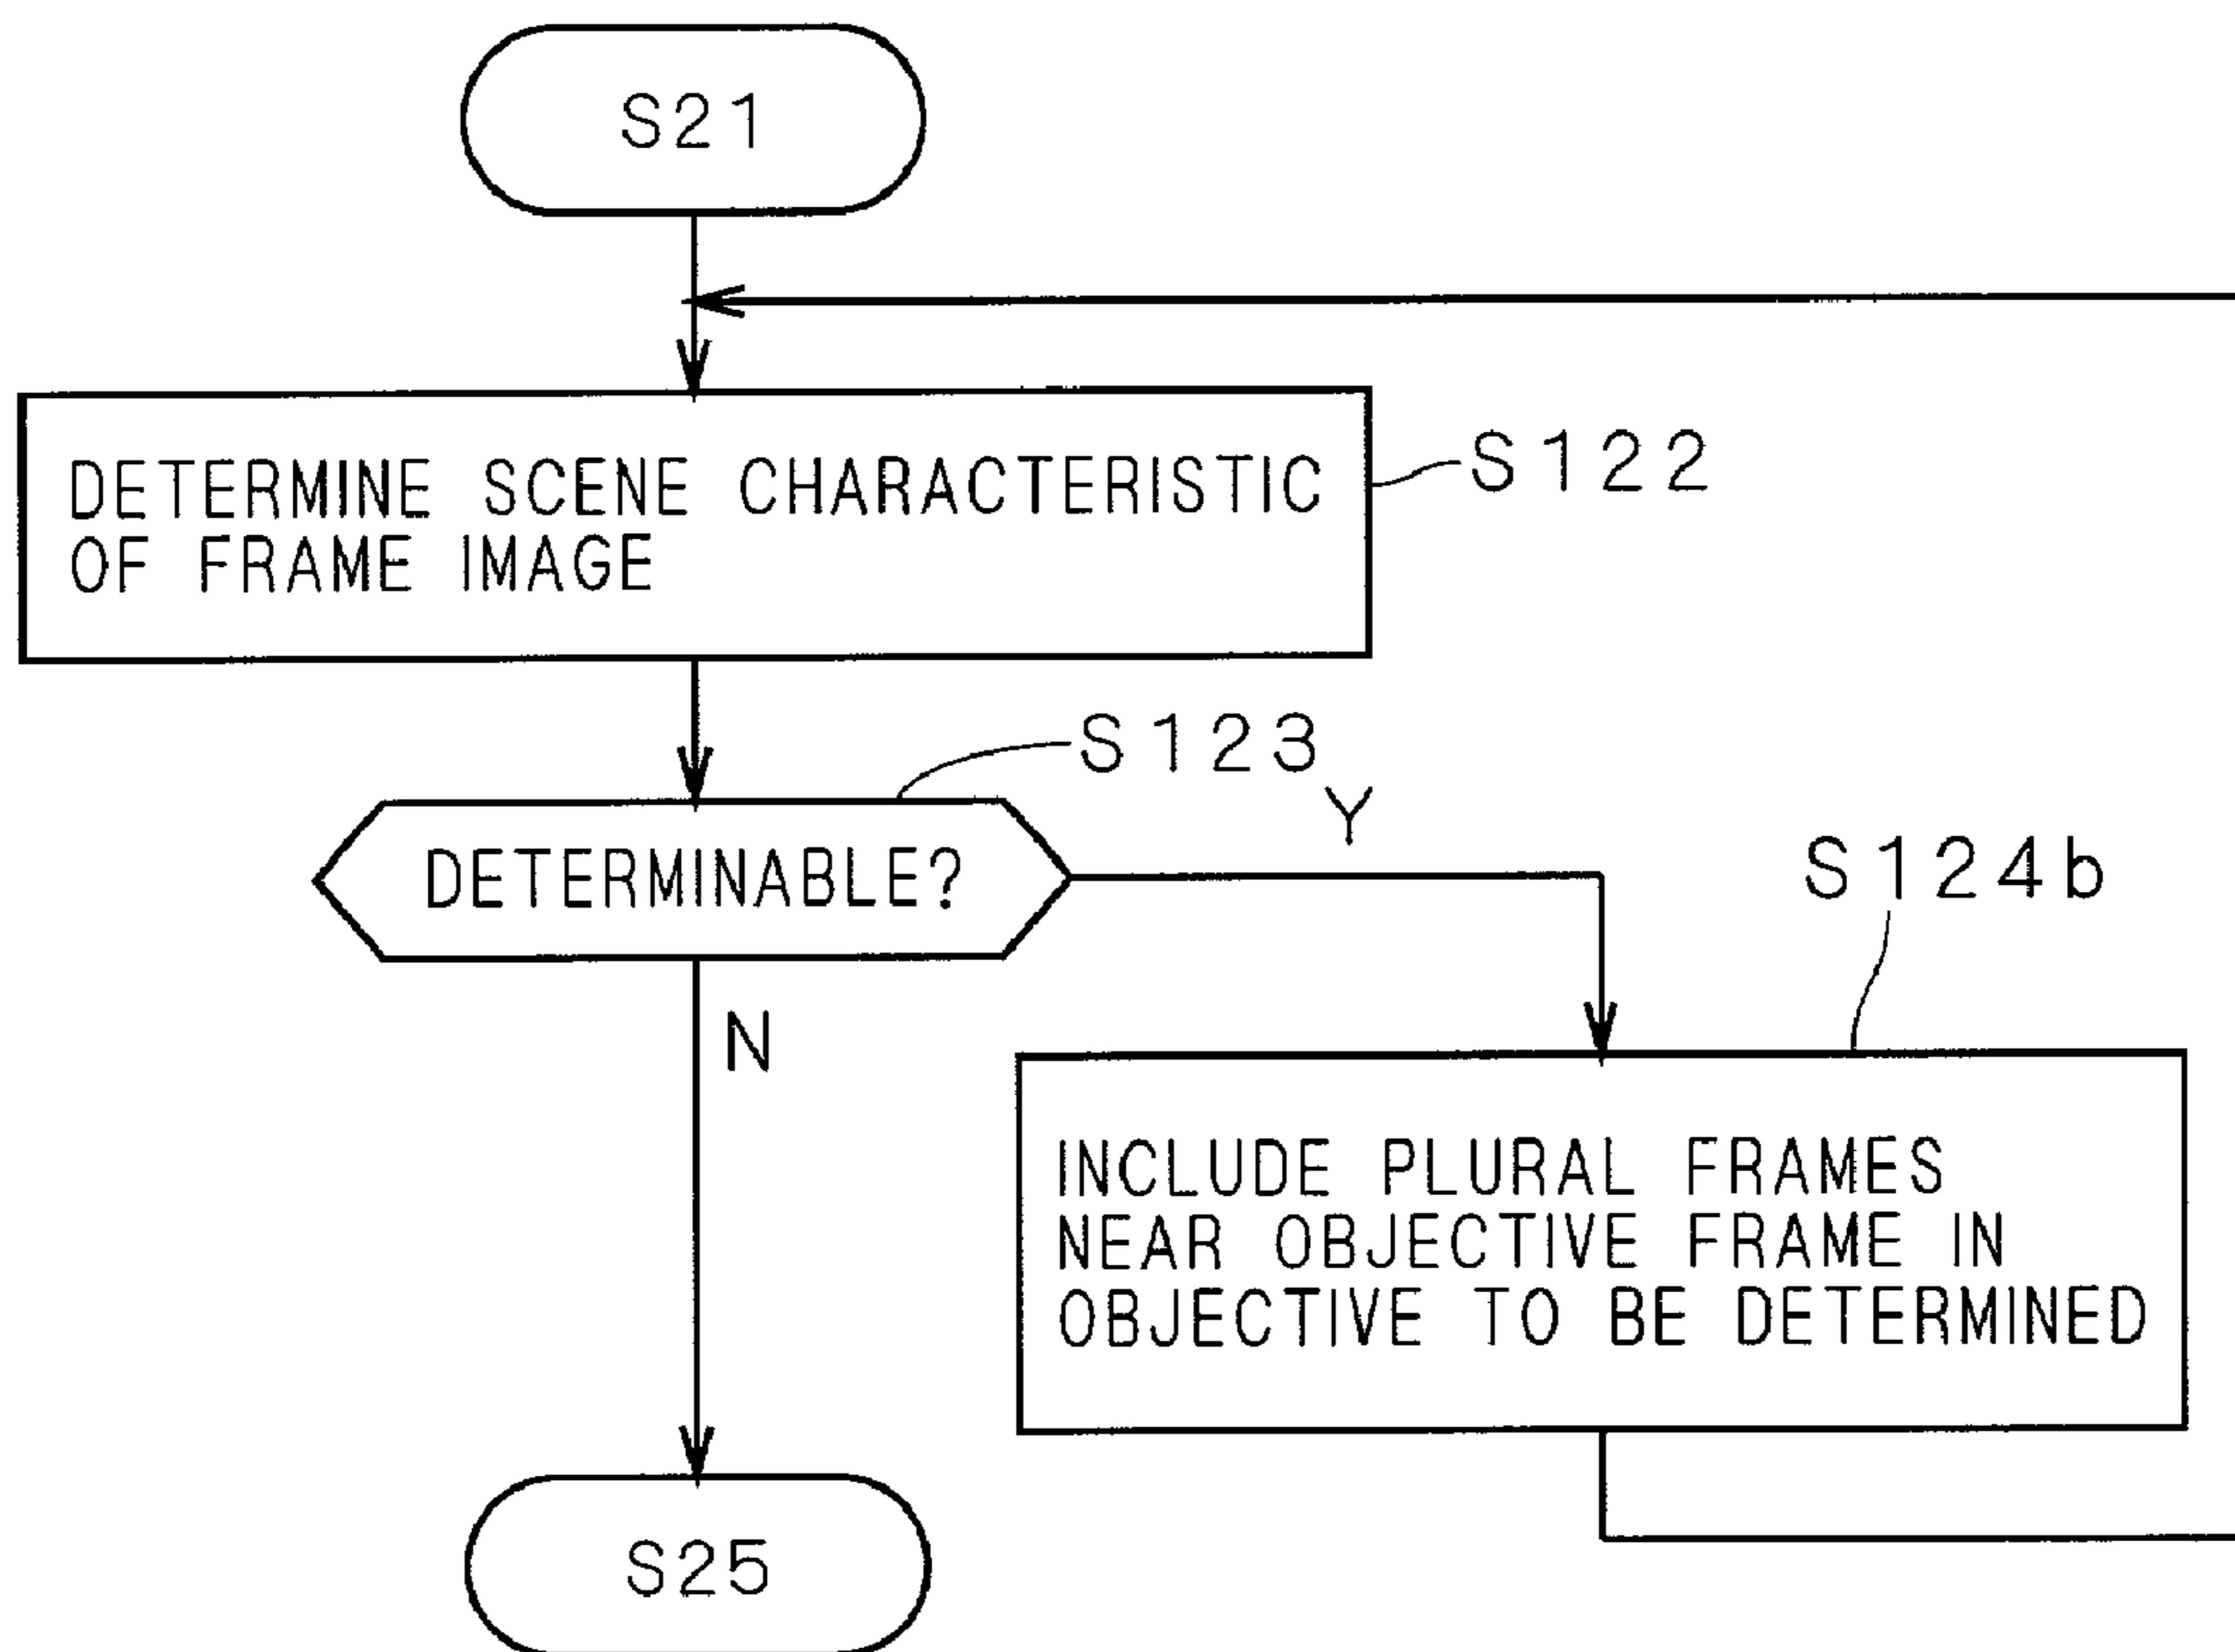 S21
DETERMINE SCENE CHARACTERISTIC
OF FRAME IMAGE
S122
S123
DETERMINABLE?
Y
N
S124b
INCLUDE PLURAL FRAMES
NEAR OBJECTIVE FRAME IN
OBJECTIVE TO BE DETERMINED
S25